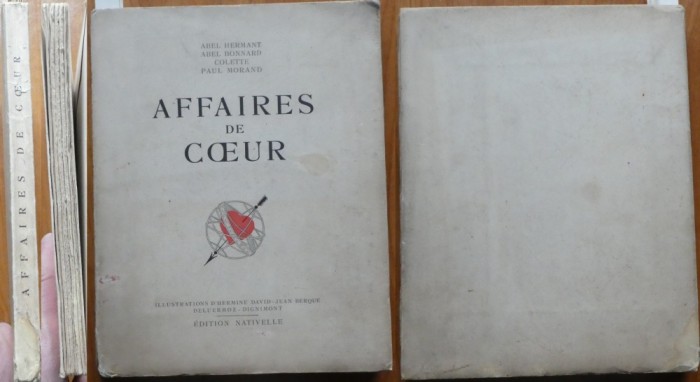 AFFAIRES DE CŒUR
ABEL HERMANT
ABEL BONNARD
COLETTE
PAUL MORAND
AFFAIRES
DE
CŒUR
ILLUSTRATIONS D'HERMINE DAVID - JEAN SERQUE
DELUERMOZ - DIGNIMONT
ÉDITION NATIVELLE